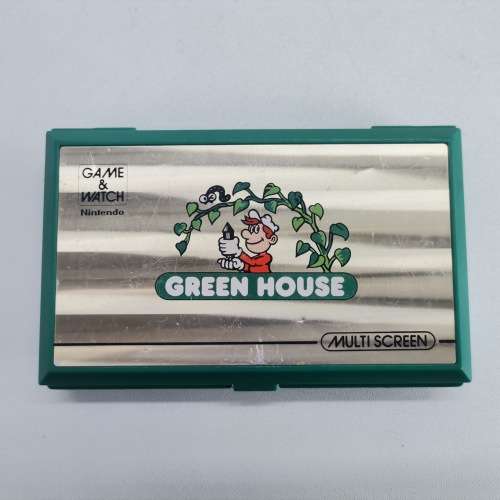 GAME
&
WATCH
Nintendo
GREEN HOUSE
MULTI SCREEN